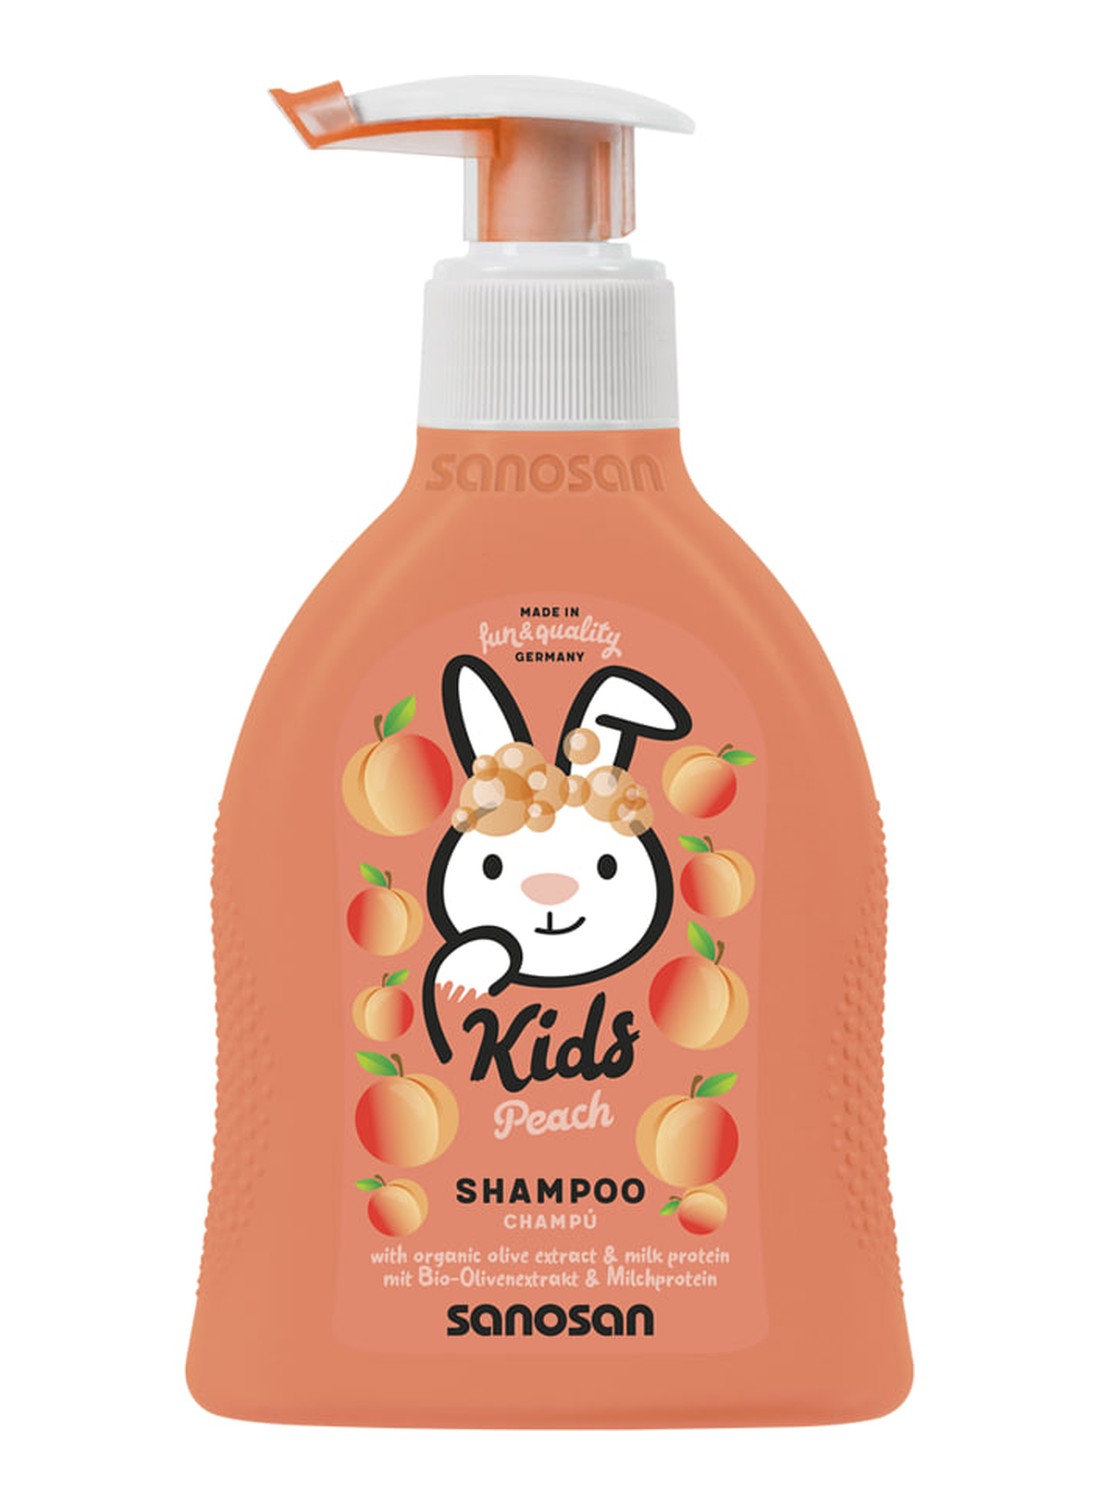 sanosan
MADE IN
fun & quality
GERMANY
Kids
Peach
SHAMPOO
CHAMPÚ
with organic olive extract & milk protein
mit Bio-Olivenextrakt & Milchprotein
sanosan